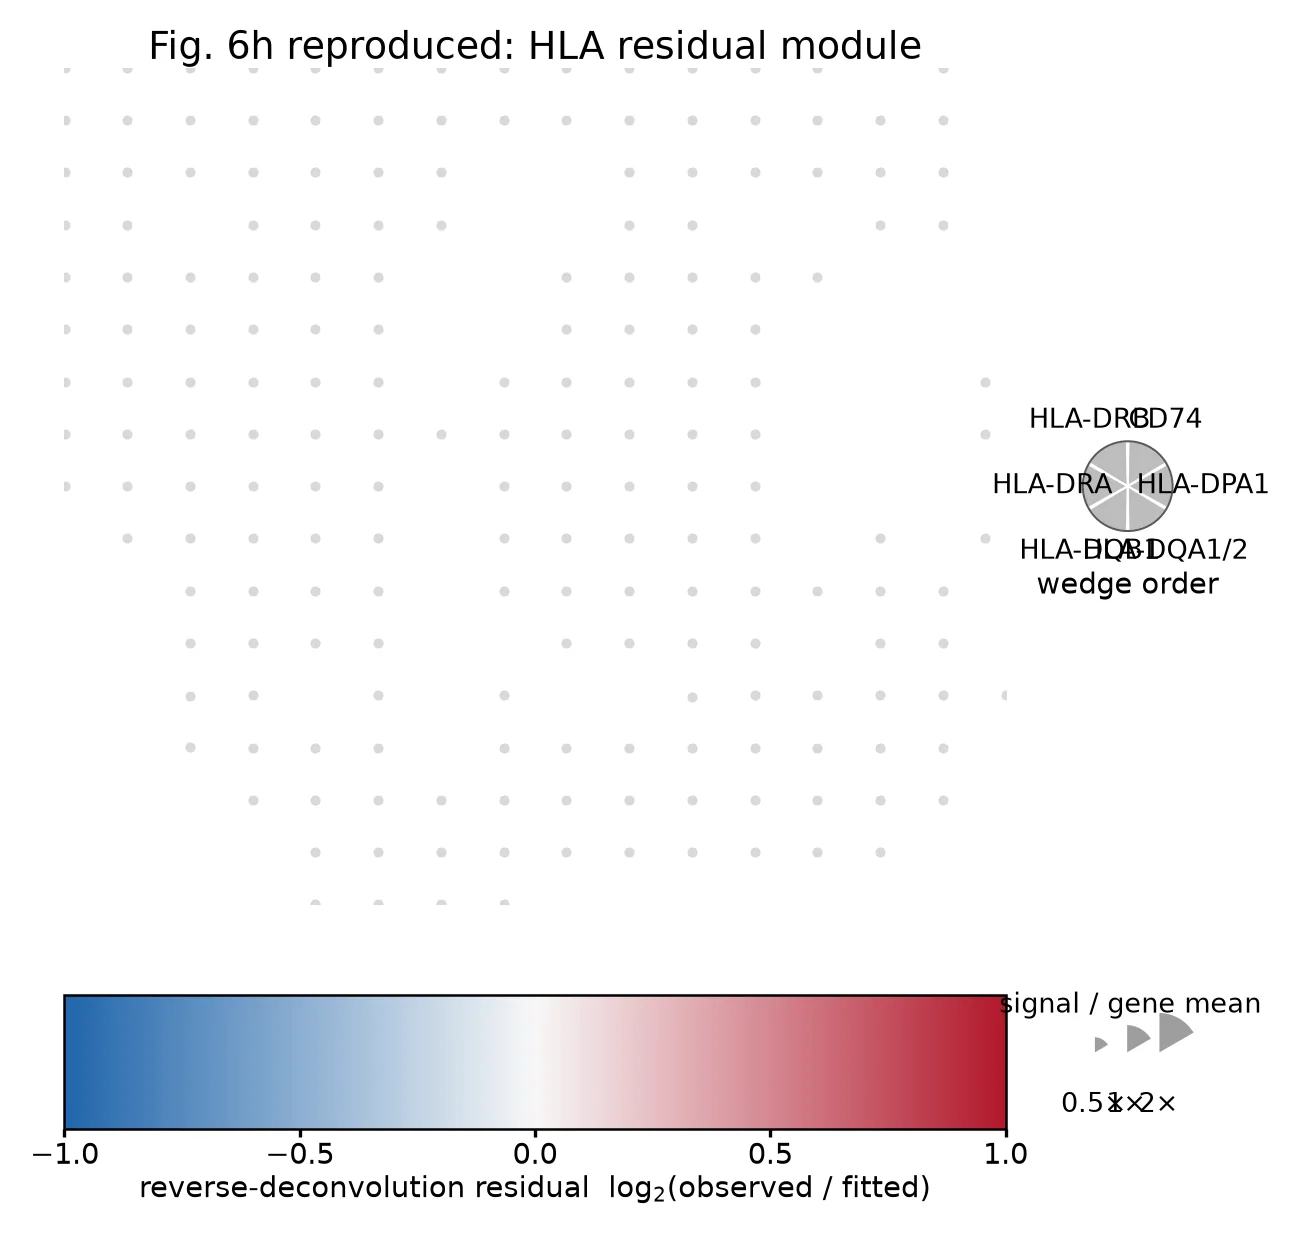 Fig. 6h reproduced: HLA residual module
HLA-DRB
CD74
HLA-DRA
HLA-DPA1
HLA-DQB1
HLA-DQA1/2
wedge order
signal / gene mean
0.5×
1×
2×
−1.0
−0.5
0.0
0.5
1.0
reverse-deconvolution residual log₂(observed / fitted)